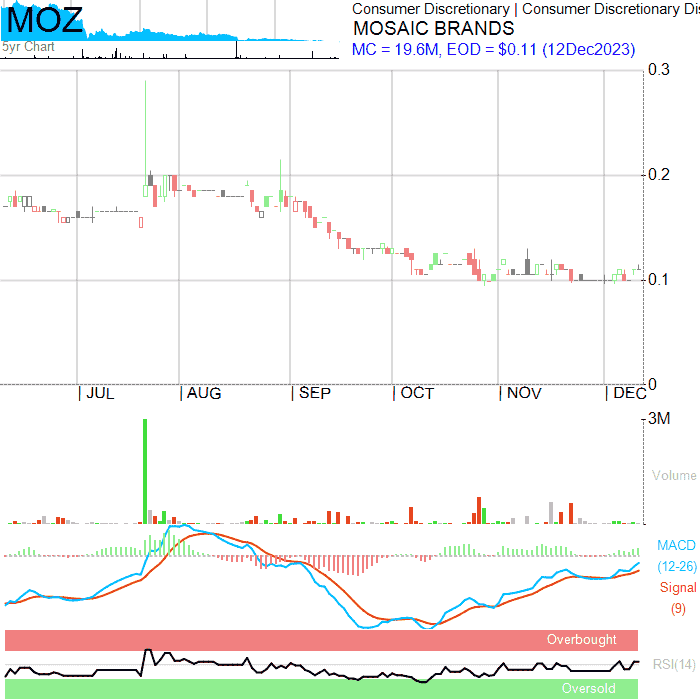 MOZ
5yr Chart
Consumer Discretionary | Consumer Discretionary Dis
MOSAIC BRANDS
MC = 19.6M, EOD = $0.11 (12Dec2023)
0.3
0.2
0.1
0
| JUL | AUG | SEP | OCT | NOV | DEC
3M
Volume
MACD
(12-26)
Signal
(9)
Overbought
RSI(14)
Oversold